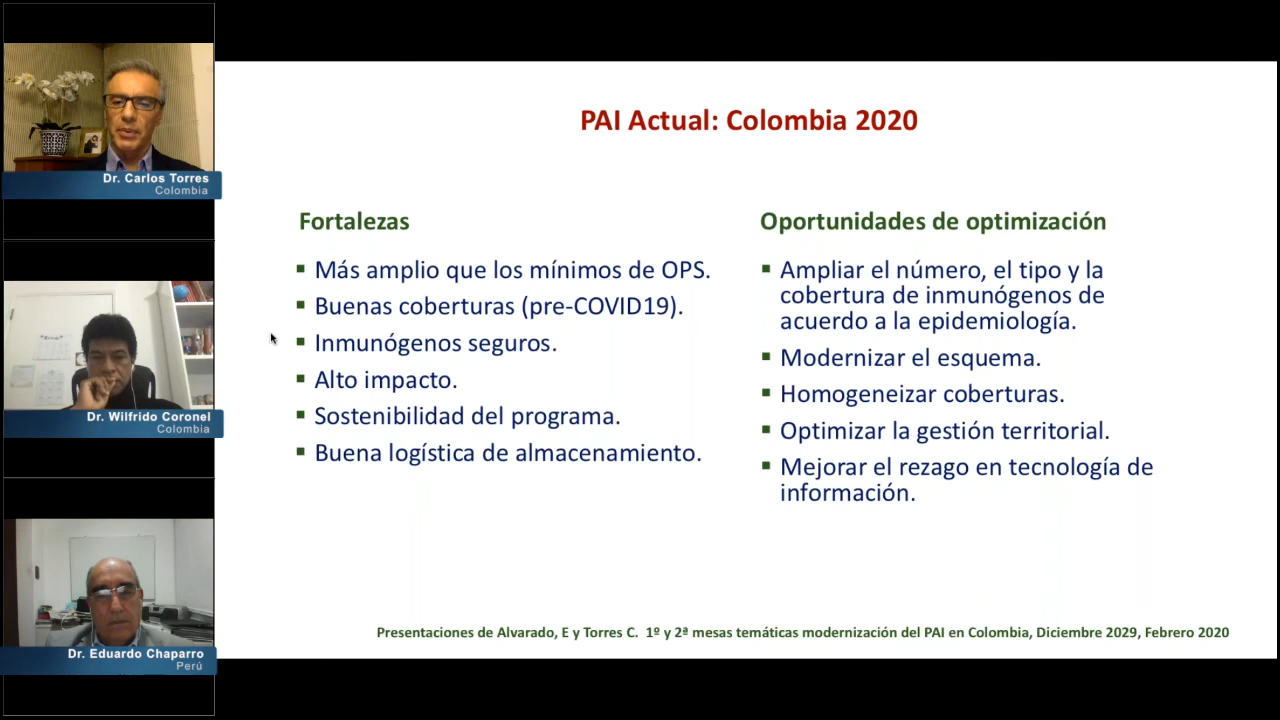 Dr. Carlos Torres
Colombia
Dr. Wilfrido Coronel
Colombia
Dr. Eduardo Chaparro
Perú
PAI Actual: Colombia 2020
Fortalezas
Más amplio que los mínimos de OPS.
Buenas coberturas (pre-COVID19).
Inmunógenos seguros.
Alto impacto.
Sostenibilidad del programa.
Buena logística de almacenamiento.
Oportunidades de optimización
Ampliar el número, el tipo y la
cobertura de inmunógenos de
acuerdo a la epidemiología.
Modernizar el esquema.
Homogeneizar coberturas.
Optimizar la gestión territorial.
Mejorar el rezago en tecnología de
información.
Presentaciones de Alvarado, E y Torres C. 1º y 2ª mesas temáticas modernización del PAI en Colombia, Diciembre 2029, Febrero 2020